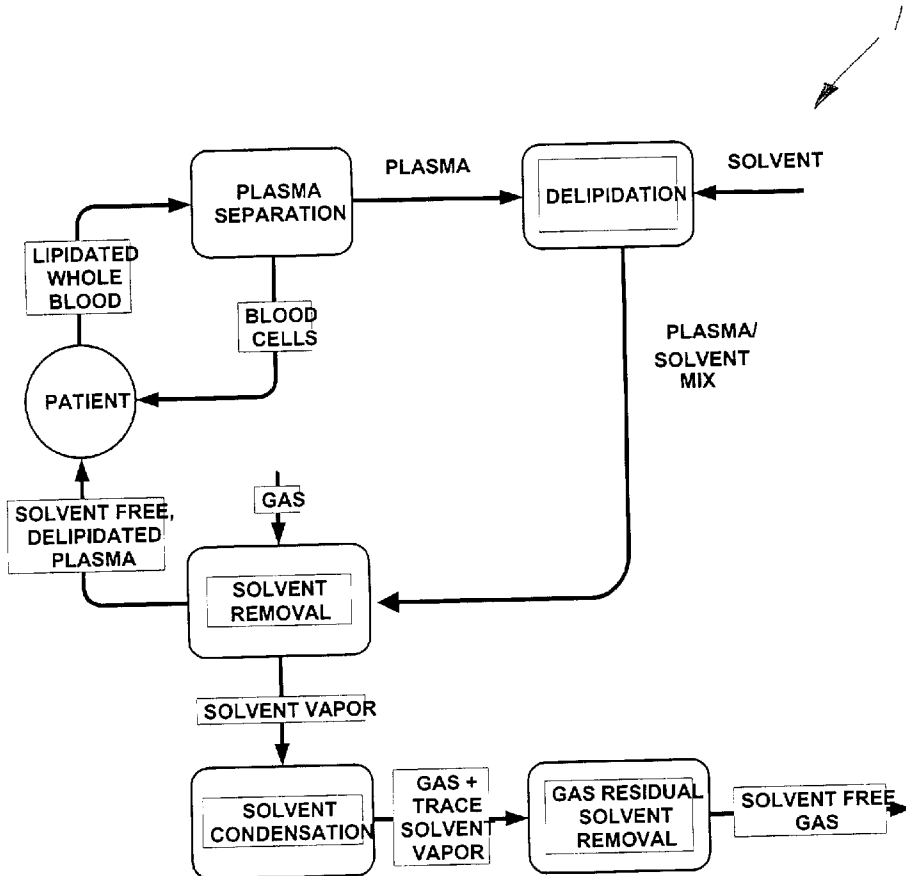 PLASMA
SEPARATION
PLASMA
DELIPIDATION
SOLVENT
LIPIDATED
WHOLE
BLOOD
BLOOD
CELLS
PLASMA/
SOLVENT
MIX
PATIENT
GAS
SOLVENT FREE,
DELIPIDATED
PLASMA
SOLVENT
REMOVAL
SOLVENT VAPOR
SOLVENT
CONDENSATION
GAS +
TRACE
SOLVENT
VAPOR
GAS RESIDUAL
SOLVENT
REMOVAL
SOLVENT FREE
GAS